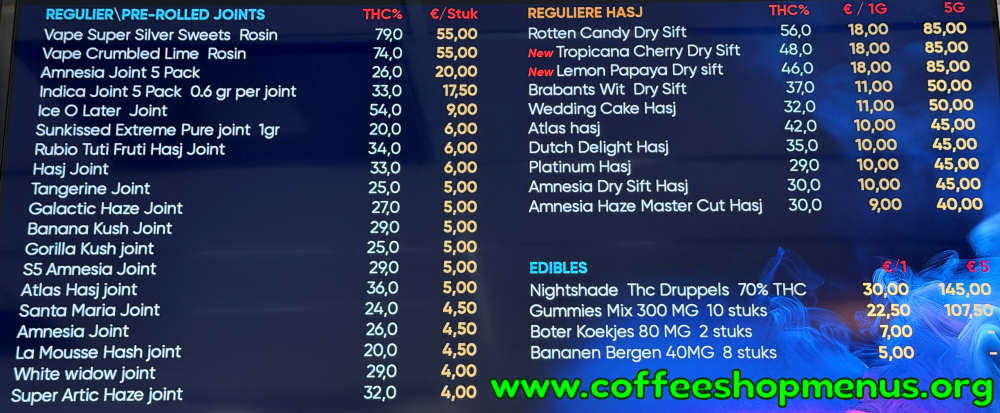 REGULIER\PRE-ROLLED JOINTS THC% €/Stuk
Vape Super Silver Sweets Rosin 79,0 55,00
Vape Crumbled Lime Rosin 74,0 55,00
Amnesia Joint 5 Pack 26,0 20,00
Indica Joint 5 Pack 0.6 gr per joint 33,0 17,50
Ice O Later Joint 54,0 9,00
Sunkissed Extreme Pure joint 1gr 20,0 6,00
Rubio Tuti Fruti Hasj Joint 34,0 6,00
Hasj Joint 33,0 6,00
Tangerine Joint 25,0 5,00
Galactic Haze Joint 27,0 5,00
Banana Kush Joint 29,0 5,00
Gorilla Kush joint 25,0 5,00
S5 Amnesia Joint 29,0 5,00
Atlas Hasj joint 36,0 5,00
Santa Maria Joint 24,0 4,50
Amnesia Joint 26,0 4,50
La Mousse Hash joint 20,0 4,50
White widow joint 29,0 4,00
Super Artic Haze joint 32,0 4,00
REGULIERE HASJ THC% € / 1G 5G
Rotten Candy Dry Sift 56,0 18,00 85,00
New Tropicana Cherry Dry Sift 48,0 18,00 85,00
New Lemon Papaya Dry sift 46,0 18,00 85,00
Brabants Wit Dry Sift 37,0 11,00 50,00
Wedding Cake Hasj 32,0 11,00 50,00
Atlas hasj 42,0 10,00 45,00
Dutch Delight Hasj 35,0 10,00 45,00
Platinum Hasj 29,0 10,00 45,00
Amnesia Dry Sift Hasj 30,0 10,00 45,00
Amnesia Haze Master Cut Hasj 30,0 9,00 40,00
EDIBLES €/1 € 5
Nightshade Thc Druppels 70% THC 30,00 145,00
Gummies Mix 300 MG 10 stuks 22,50 107,50
Boter Koekjes 80 MG 2 stuks 7,00 -
Bananen Bergen 40MG 8 stuks 5,00 -
www.coffeeshopmenus.org